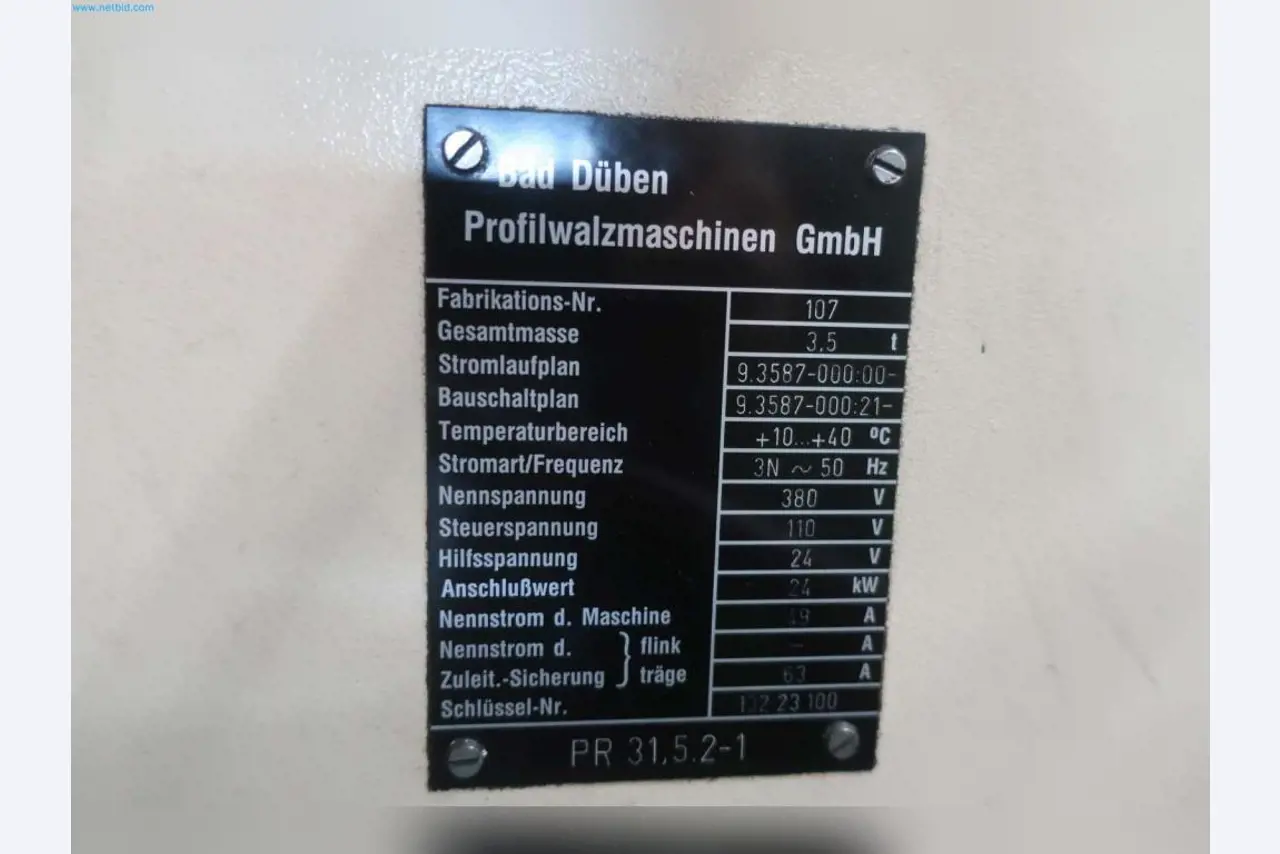 www.netbid.com
Bad Düben
Profilwalzmaschinen GmbH
Fabrikations-Nr. 107
Gesamtmasse 3,5 t
Stromlaufplan 9.3587-000:00-
Bauschaltplan 9.3587-000:21-
Temperaturbereich +10...+40 ºC
Stromart/Frequenz 3N ~ 50 Hz
Nennspannung 380 V
Steuerspannung 110 V
Hilfsspannung 24 V
Anschlußwert 24 kW
Nennstrom d. Maschine A
Nennstrom d. } flink - A
Zuleit.-Sicherung } träge 63 A
Schlüssel-Nr. 23 100
PR 31,5.2-1